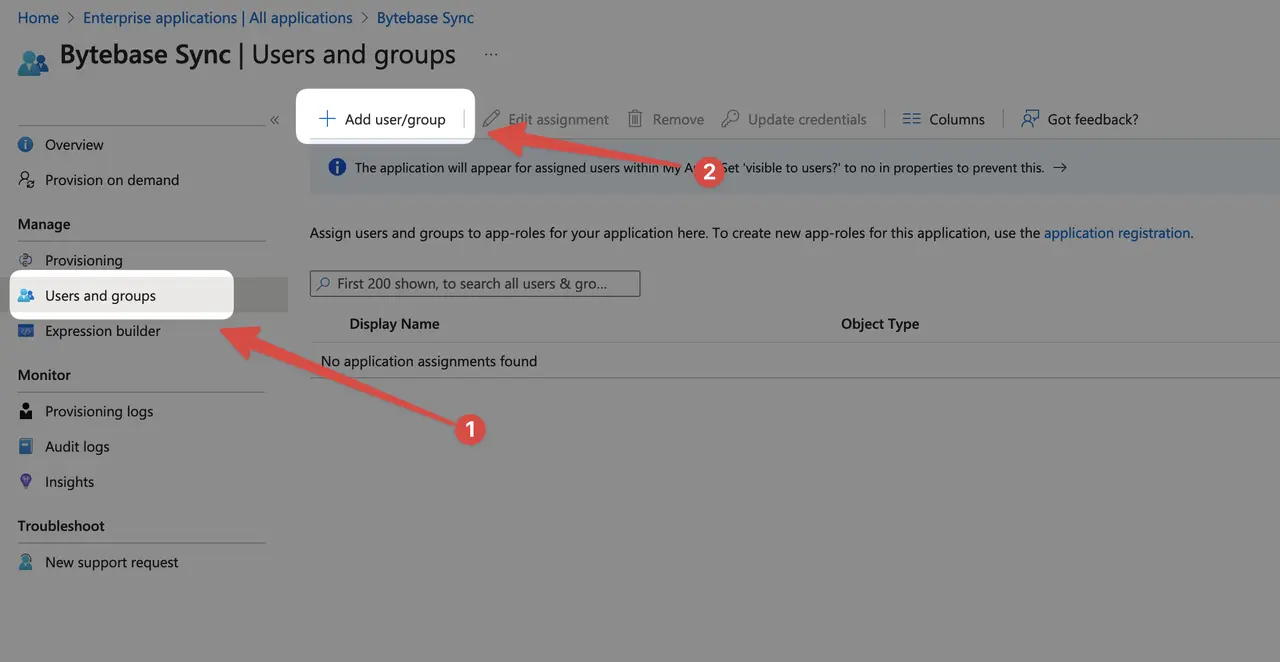 Home > Enterprise applications | All applications > Bytebase Sync
Bytebase Sync | Users and groups ...
«
+ Add user/group
Edit assignment
Remove
Update credentials
Columns
Got feedback?
Overview
Provision on demand
Manage
Provisioning
Users and groups
Expression builder
Monitor
Provisioning logs
Audit logs
Insights
Troubleshoot
New support request
The application will appear for assigned users within My Set 'visible to users?' to no in properties to prevent this. →
2
Assign users and groups to app-roles for your application here. To create new app-roles for this application, use the application registration.
First 200 shown, to search all users & gro...
Display Name
Object Type
No application assignments found
1